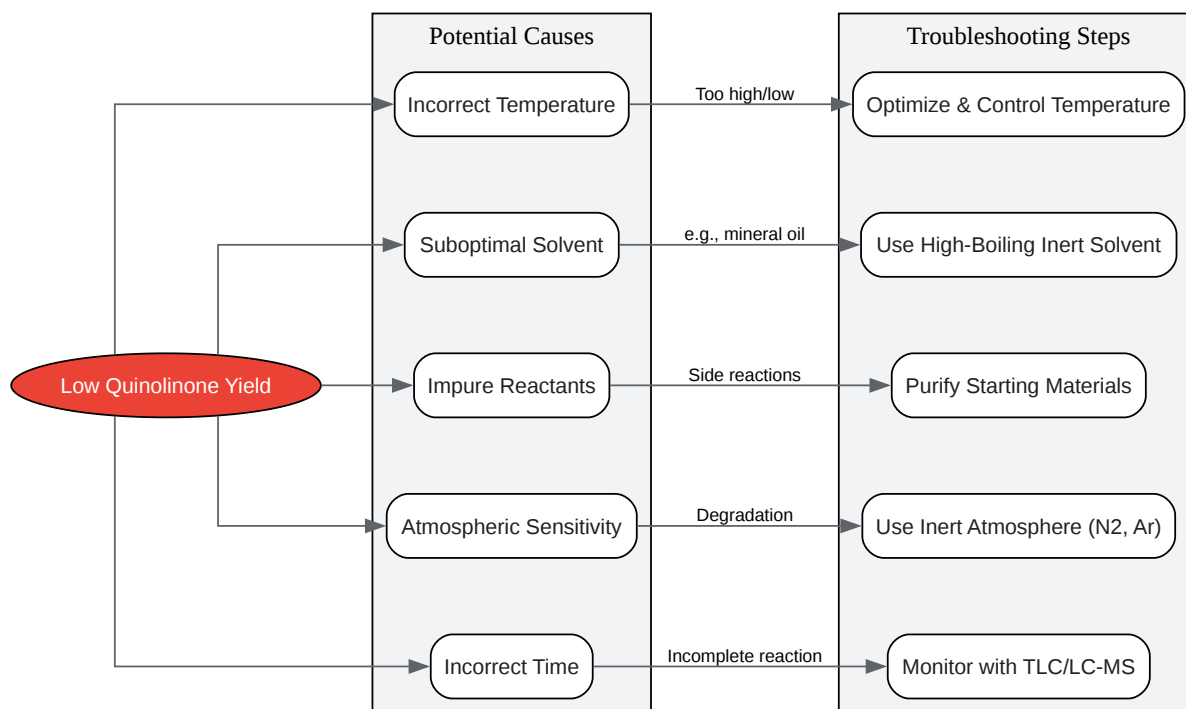 Potential Causes
Troubleshooting Steps
Incorrect Temperature
Too high/low
Optimize & Control Temperature
Suboptimal Solvent
e.g., mineral oil
Use High-Boiling Inert Solvent
Low Quinolinone Yield
Impure Reactants
Side reactions
Purify Starting Materials
Atmospheric Sensitivity
Degradation
Use Inert Atmosphere (N2, Ar)
Incorrect Time
Incomplete reaction
Monitor with TLC/LC-MS